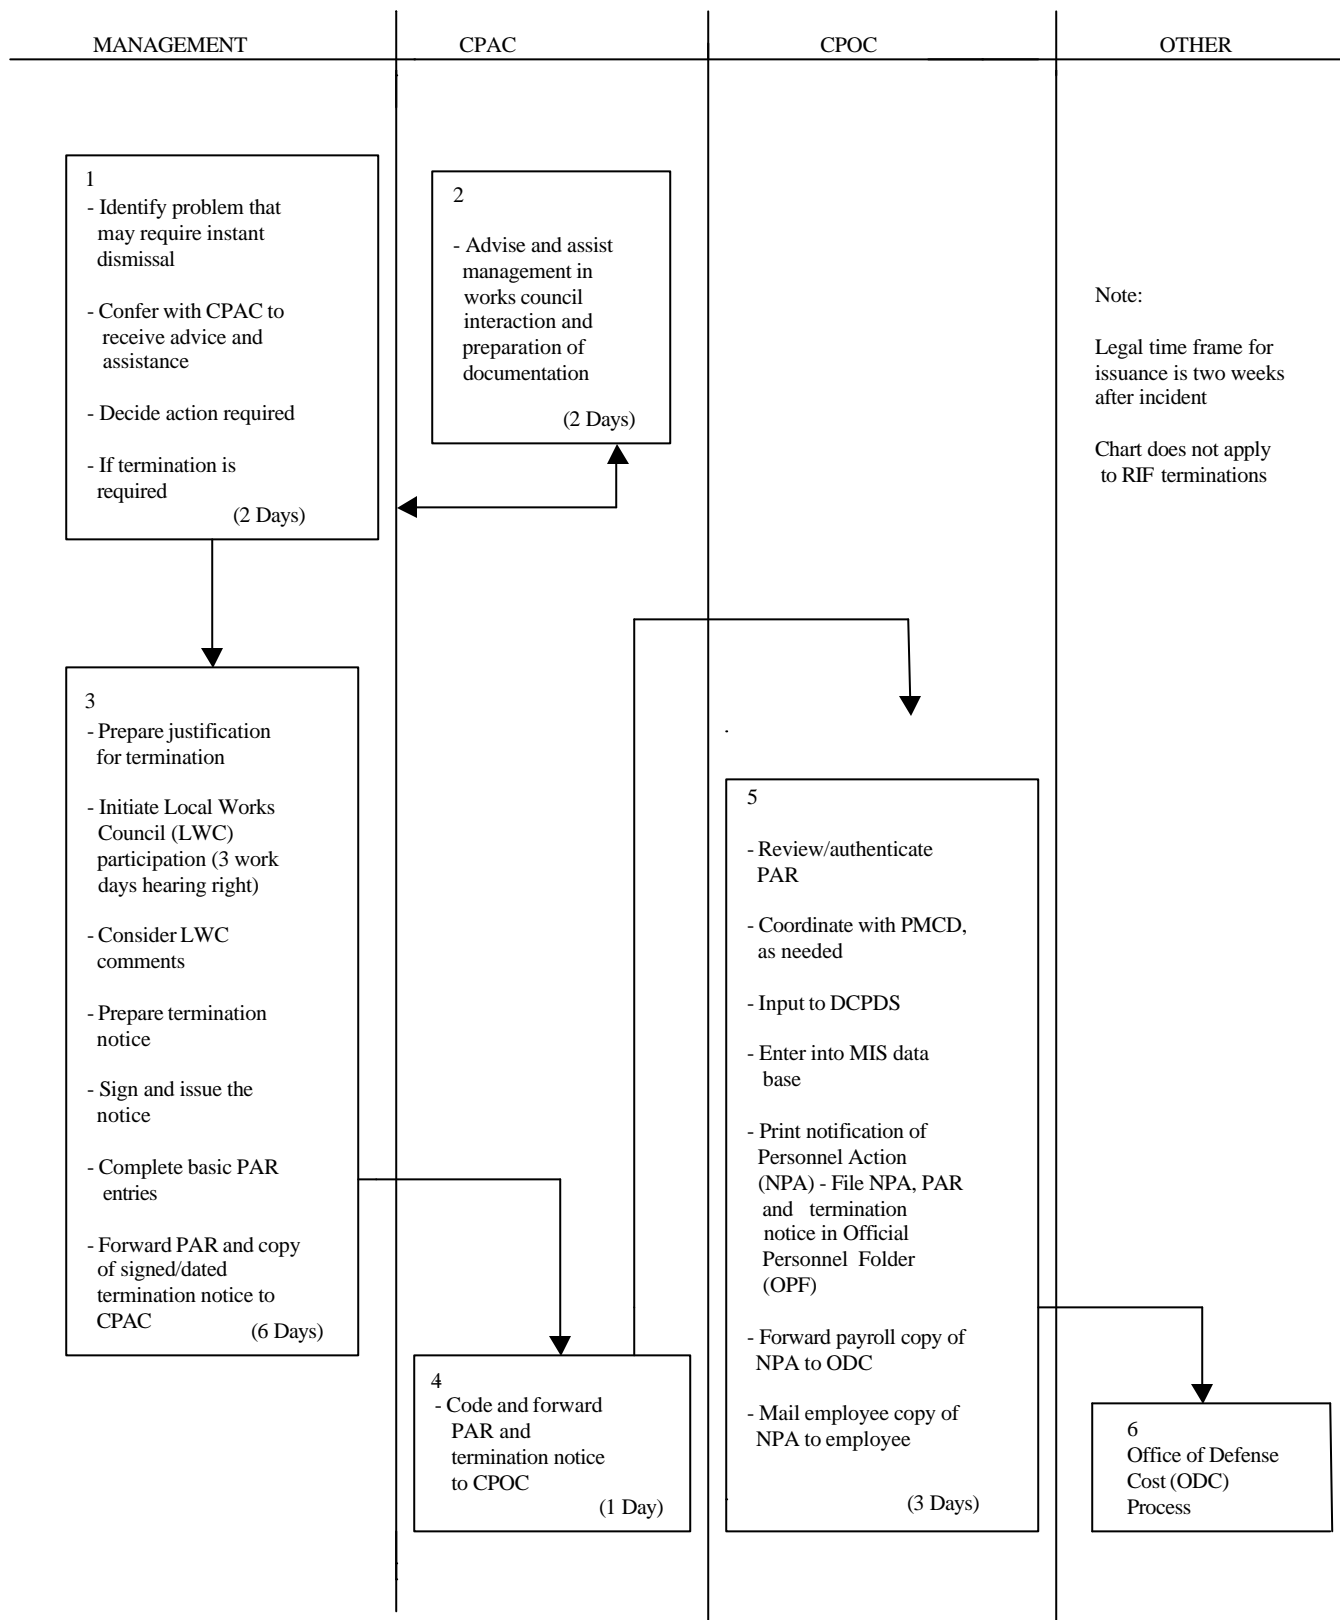 MANAGEMENT
CPAC
CPOC
OTHER
1
- Identify problem that
may require instant
dismissal
- Confer with CPAC to
receive advice and
assistance
- Decide action required
- If termination is
required
(2 Days)
2
- Advise and assist
management in
works council
interaction and
preparation of
documentation
(2 Days)
Note:
Legal time frame for
issuance is two weeks
after incident
Chart does not apply
to RIF terminations
3
- Prepare justification
for termination
- Initiate Local Works
Council (LWC)
participation (3 work
days hearing right)
- Consider LWC
comments
- Prepare termination
notice
- Sign and issue the
notice
- Complete basic PAR
entries
- Forward PAR and copy
of signed/dated
termination notice to
CPAC
(6 Days)
4
- Code and forward
PAR and
termination notice
to CPOC
(1 Day)
5
- Review/authenticate
PAR
- Coordinate with PMCD,
as needed
- Input to DCPDS
- Enter into MIS data
base
- Print notification of
Personnel Action
(NPA) - File NPA, PAR
and termination
notice in Official
Personnel Folder
(OPF)
- Forward payroll copy of
NPA to ODC
- Mail employee copy of
NPA to employee
(3 Days)
6
Office of Defense
Cost (ODC)
Process